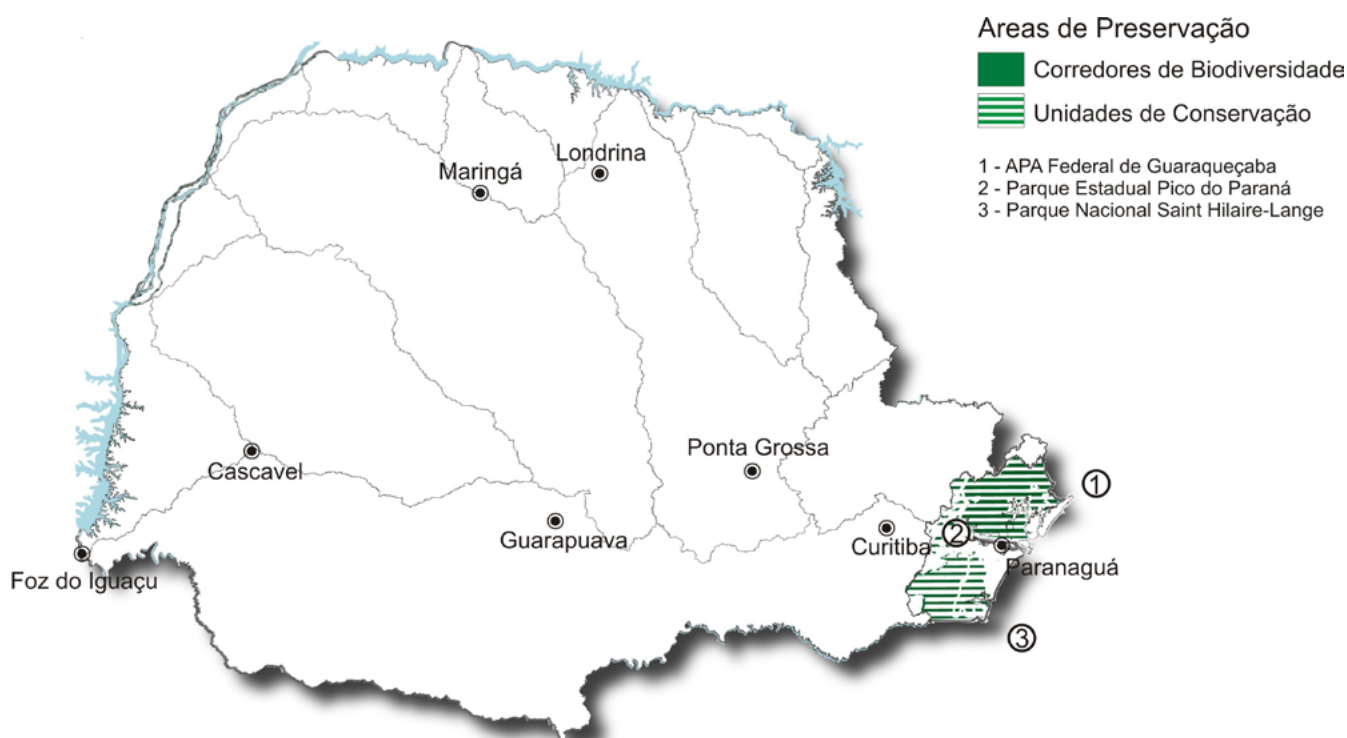 Areas de Preservação
Corredores de Biodiversidade
Unidades de Conservação
1 - APA Federal de Guaraqueçaba
2 - Parque Estadual Pico do Paraná
3 - Parque Nacional Saint Hilaire-Lange
Londrina
Maringá
Ponta Grossa
Cascavel
1
Guarapuava
Curitiba
2
Paranaguá
Foz do Iguaçu
3